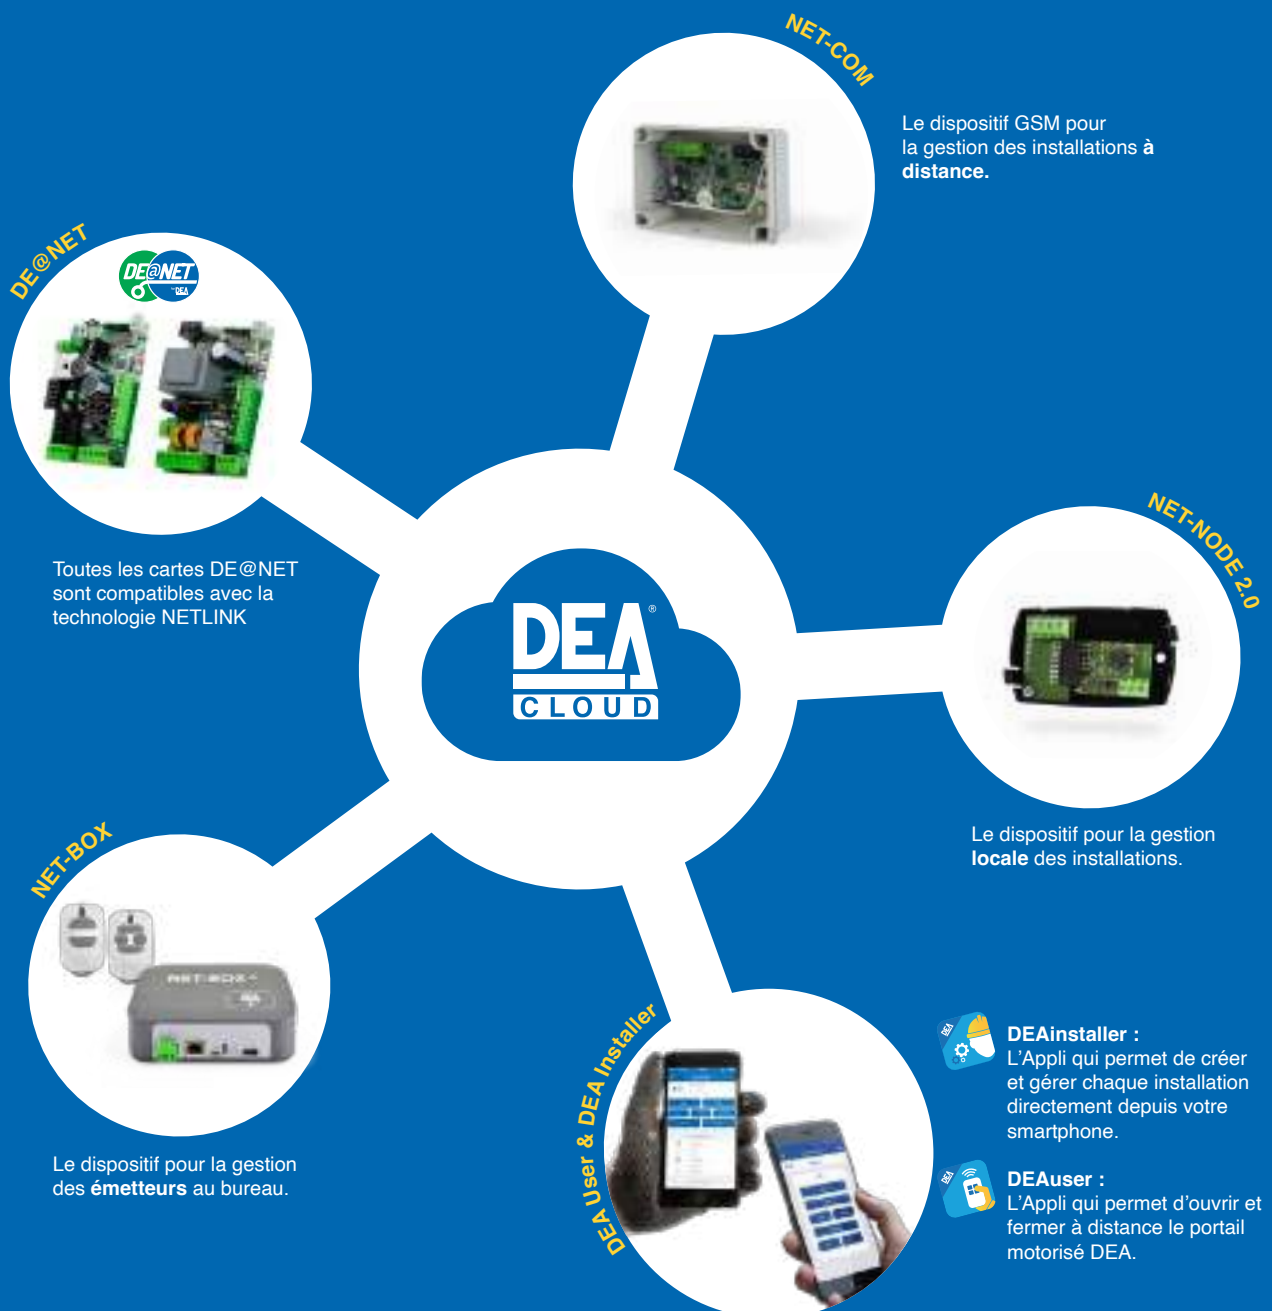 NET-COM
Le dispositif GSM pour
la gestion des installations à
distance.
DE@NET
DE@NET
DEA
Toutes les cartes DE@NET
sont compatibles avec la
technologie NETLINK
NET-NODE 2.0
Le dispositif pour la gestion
locale des installations.
DEA®
CLOUD
NET-BOX
NET-BOX
Le dispositif pour la gestion
des émetteurs au bureau.
DEA User & DEA Installer
DEA
DEAinstaller :
L'Appli qui permet de créer
et gérer chaque installation
directement depuis votre
smartphone.
DEA
DEAuser :
L'Appli qui permet d'ouvrir et
fermer à distance le portail
motorisé DEA.